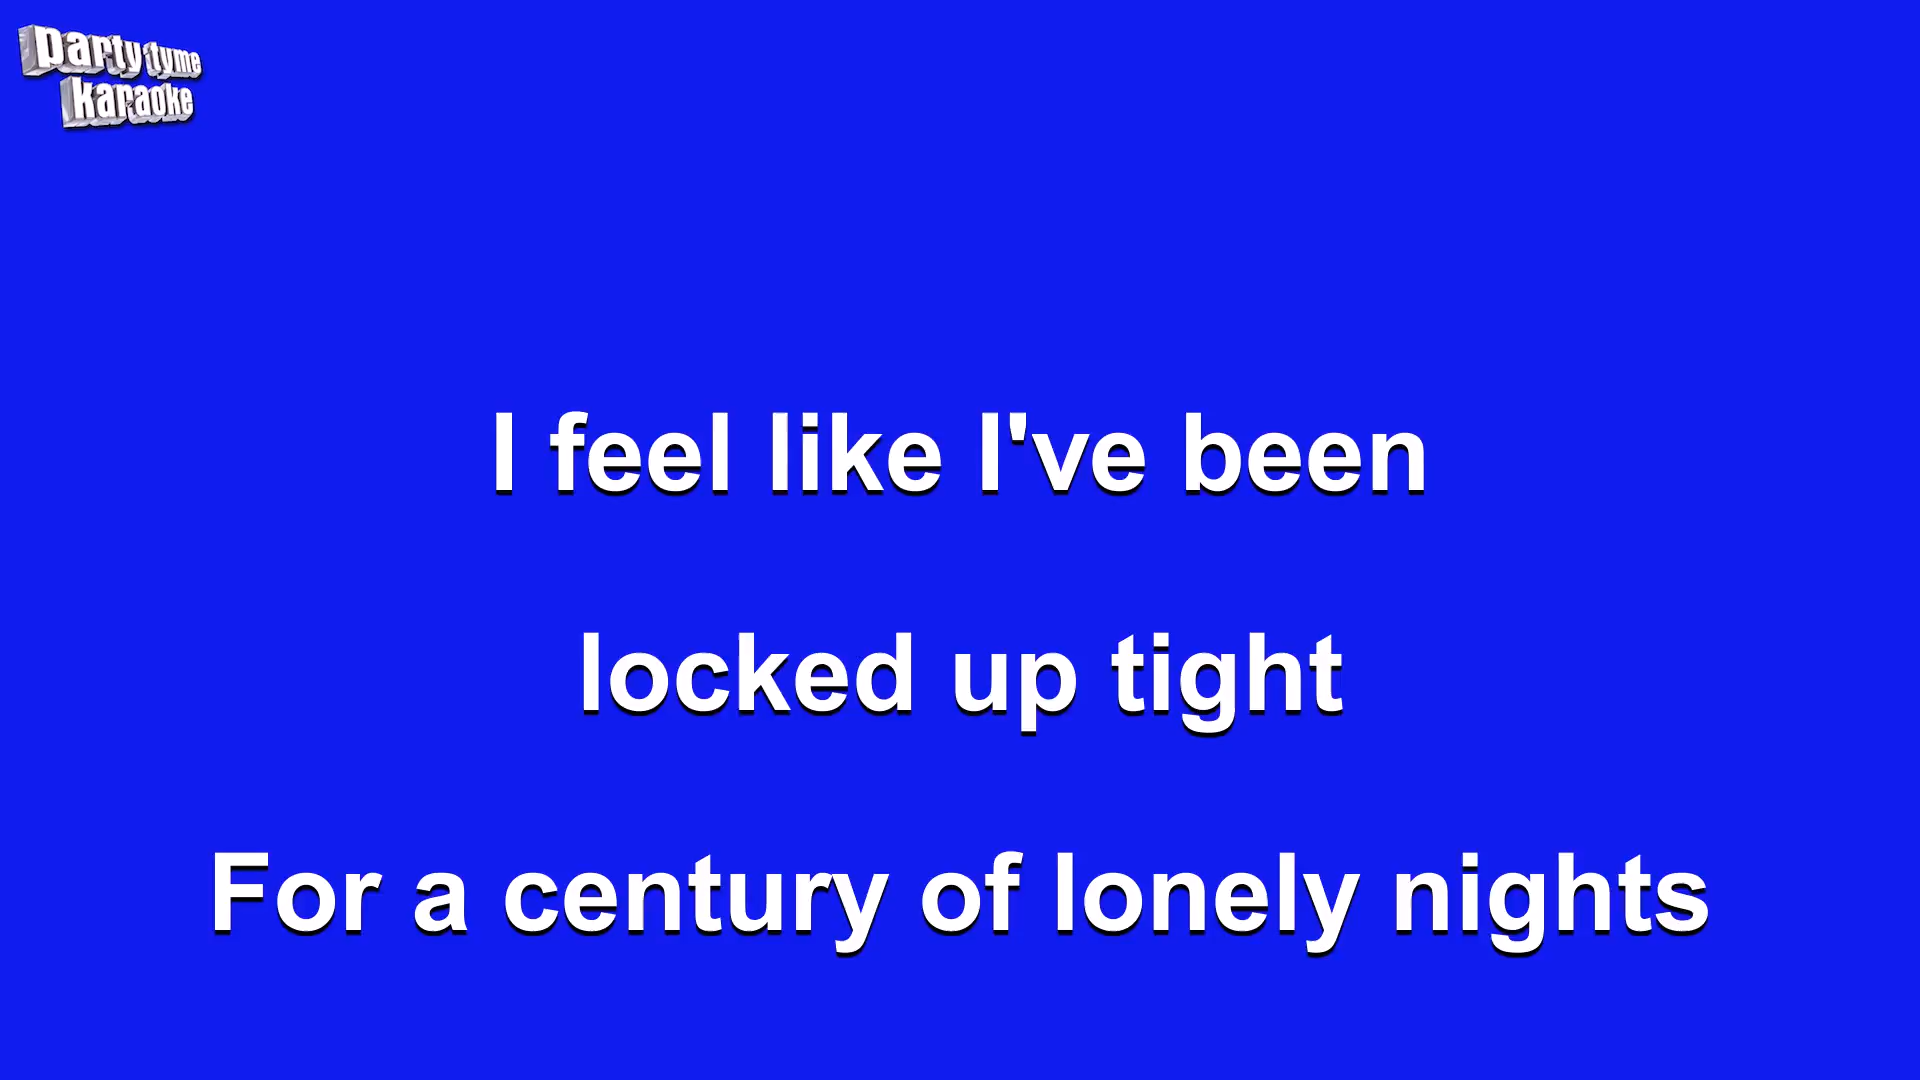 party tyme
karaoke
I feel like I've been
locked up tight
For a century of lonely nights